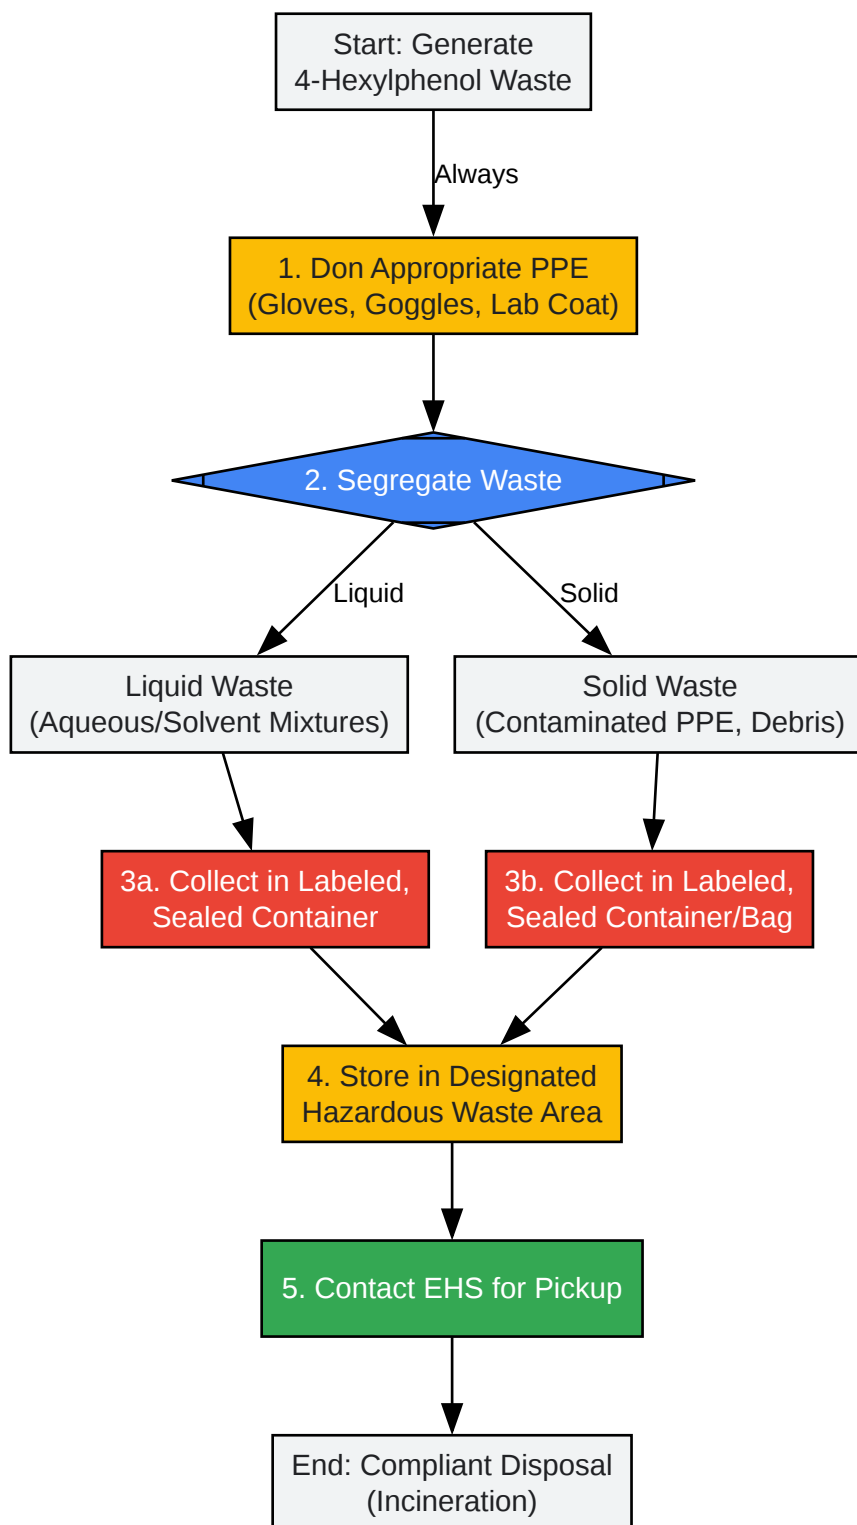 Start: Generate
4-Hexylphenol Waste
Always
1. Don Appropriate PPE
(Gloves, Goggles, Lab Coat)
2. Segregate Waste
Liquid
Solid
Liquid Waste
(Aqueous/Solvent Mixtures)
Solid Waste
(Contaminated PPE, Debris)
3a. Collect in Labeled,
Sealed Container
3b. Collect in Labeled,
Sealed Container/Bag
4. Store in Designated
Hazardous Waste Area
5. Contact EHS for Pickup
End: Compliant Disposal
(Incineration)